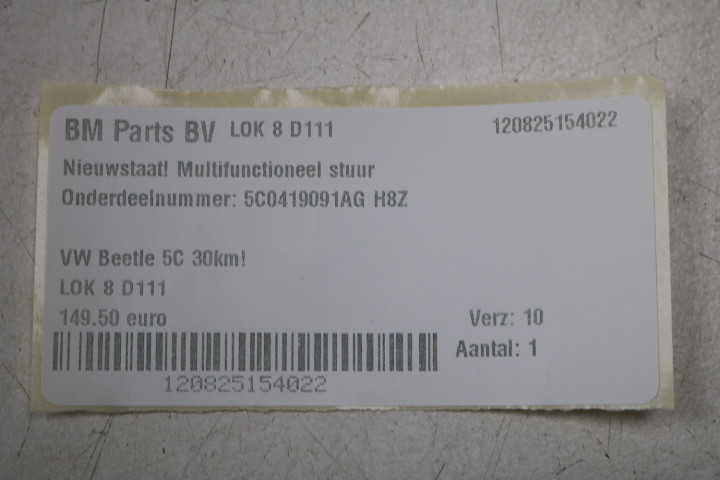 BM Parts BV LOK 8 D111 120825154022
Nieuwstaat! Multifunctioneel stuur
Onderdeelnummer: 5C0419091AG H8Z
VW Beetle 5C 30km!
LOK 8 D111
149.50 euro Verz: 10
Aantal: 1
120825154022